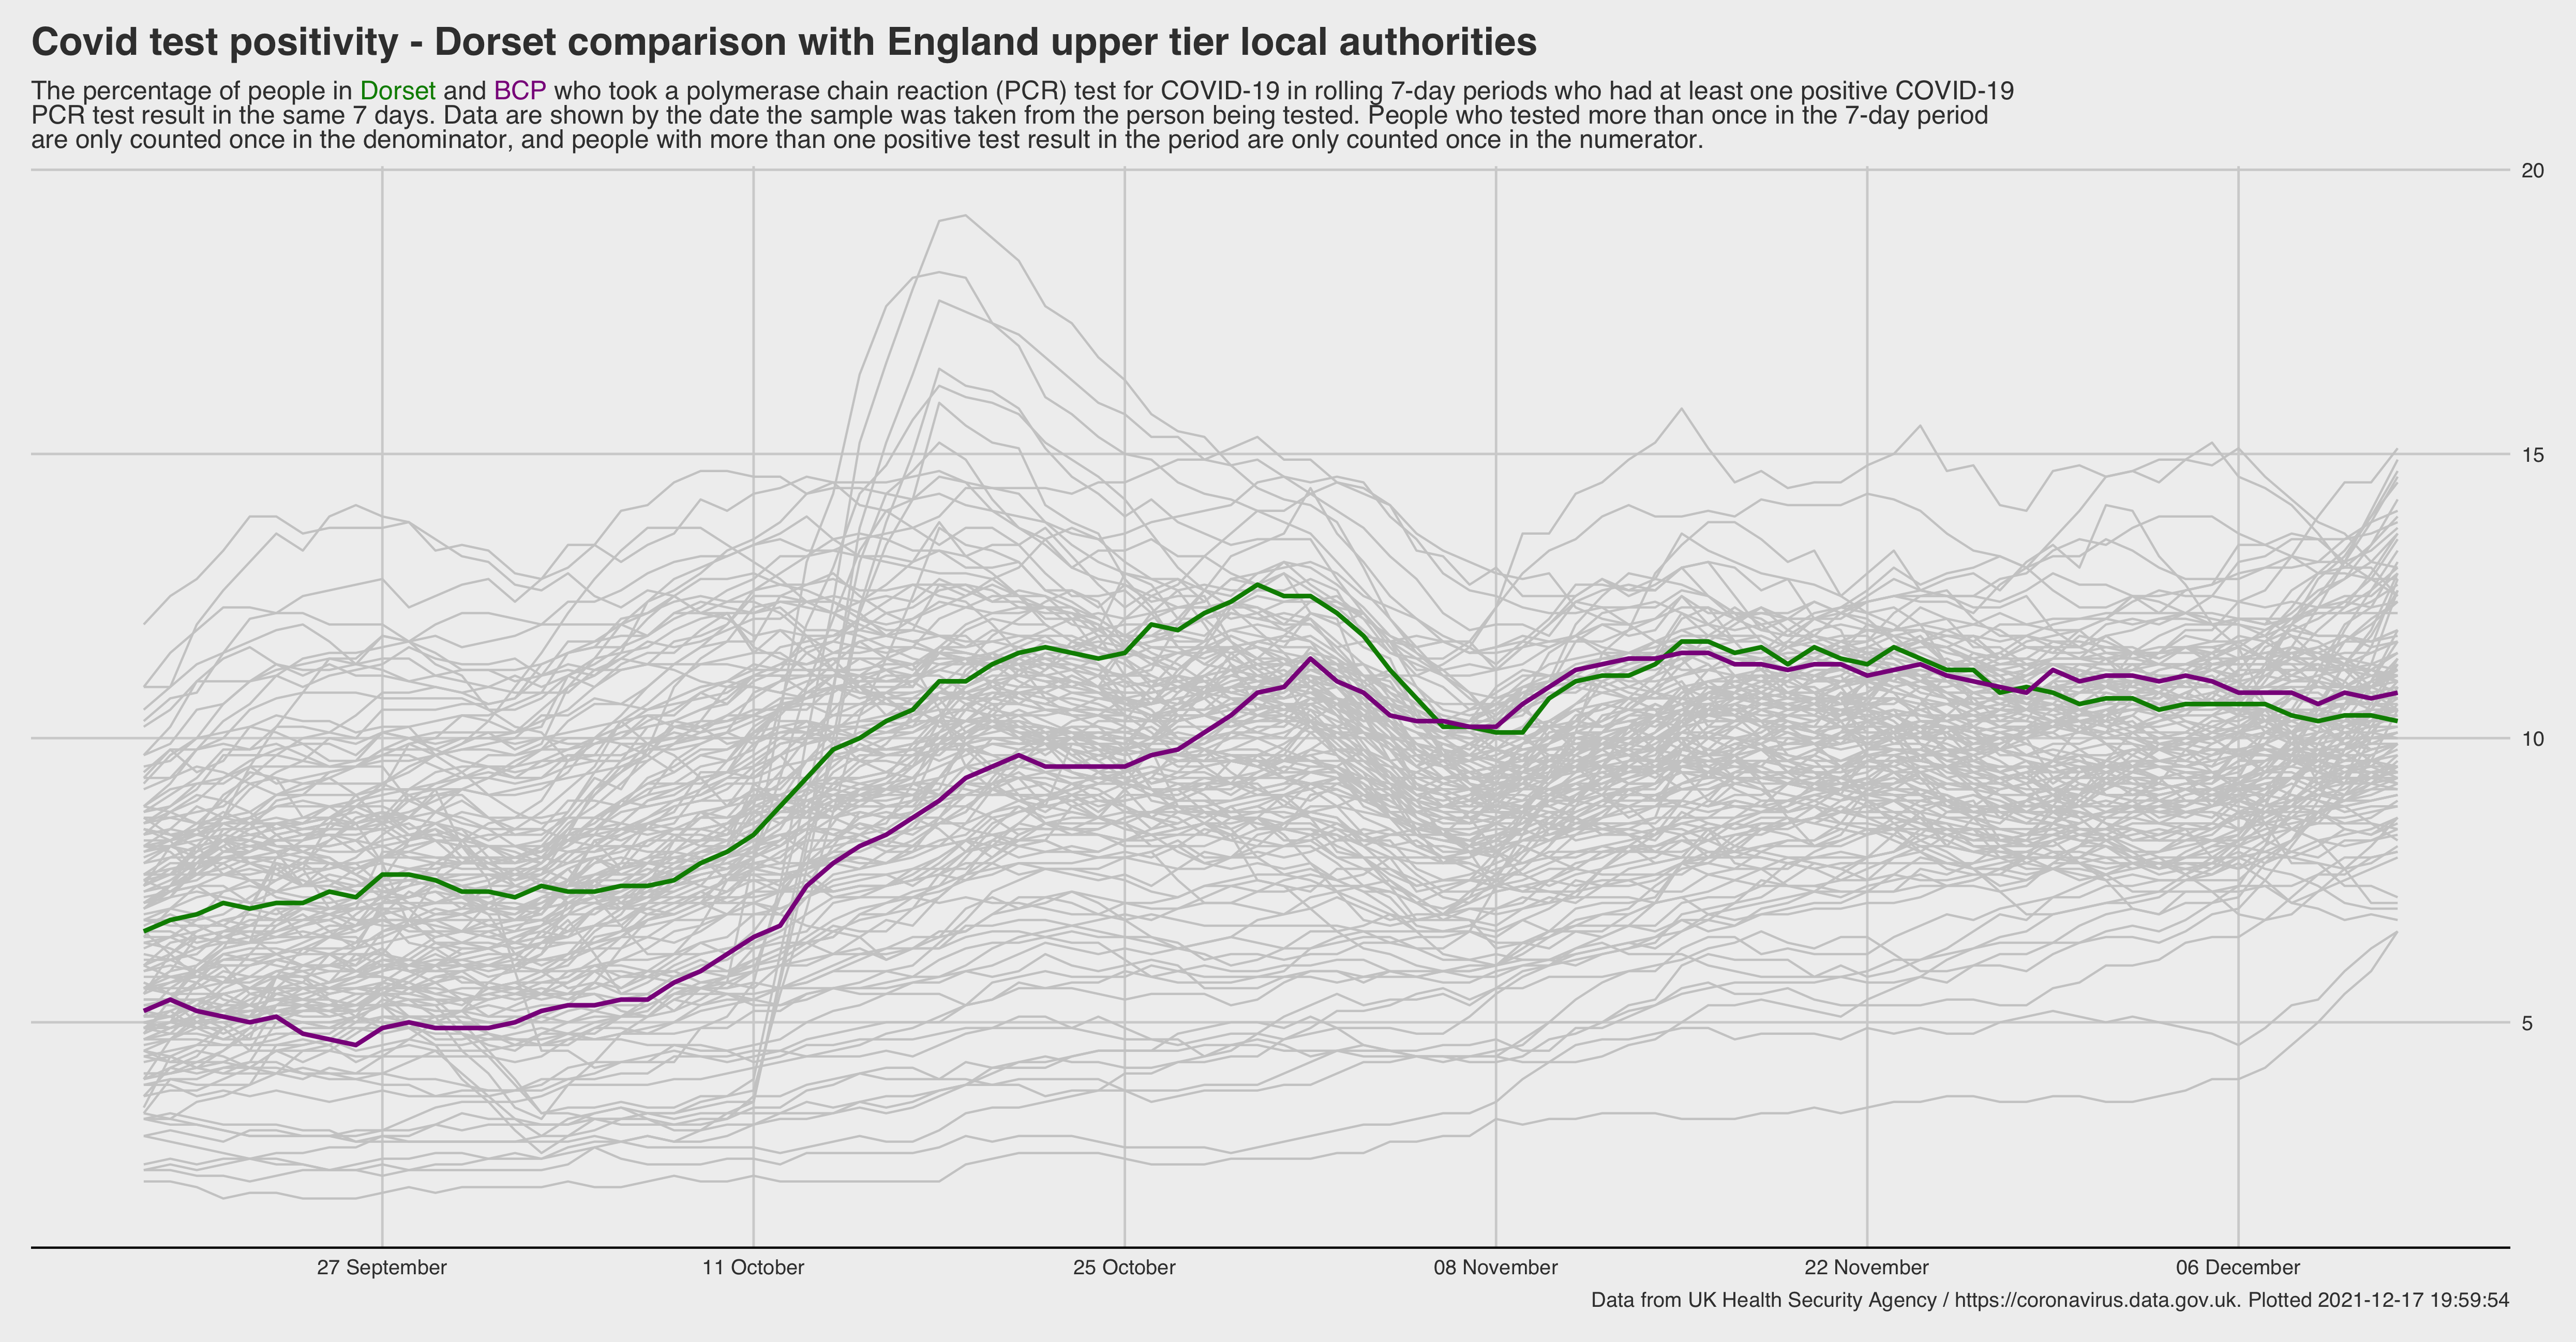 Covid test positivity - Dorset comparison with England upper tier local authorities
The percentage of people in Dorset and BCP who took a polymerase chain reaction (PCR) test for COVID-19 in rolling 7-day periods who had at least one positive COVID-19
PCR test result in the same 7 days. Data are shown by the date the sample was taken from the person being tested. People who tested more than once in the 7-day period
are only counted once in the denominator, and people with more than one positive test result in the period are only counted once in the numerator.
20
15
10
5
27 September
11 October
25 October
08 November
22 November
06 December
Data from UK Health Security Agency / https://coronavirus.data.gov.uk. Plotted 2021-12-17 19:59:54